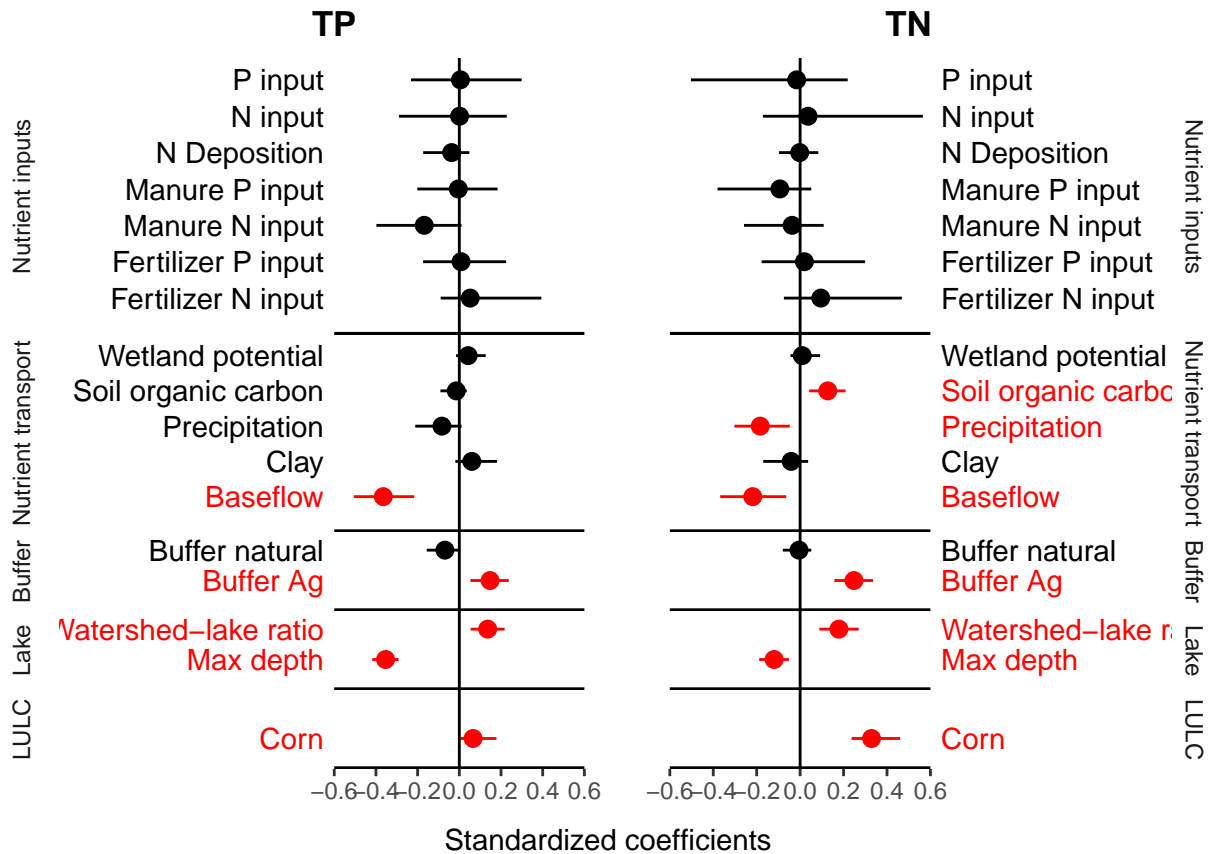 TP
TN
P input
N input
N Deposition
Manure P input
Manure N input
Fertilizer P input
Fertilizer N input
Wetland potential
Soil organic carbon
Precipitation
Clay
Baseflow
Buffer natural
Buffer Ag
Watershed−lake ratio
Max depth
Corn
Nutrient inputs
Nutrient transport
Buffer
Lake
LULC
−0.6 −0.4 −0.2 0.0 0.2 0.4 0.6
P input
N input
N Deposition
Manure P input
Manure N input
Fertilizer P input
Fertilizer N input
Wetland potential
Soil organic carbo
Precipitation
Clay
Baseflow
Buffer natural
Buffer Ag
Watershed−lake ra
Max depth
Corn
Nutrient inputs
Nutrient transport
Buffer
Lake
LULC
−0.6 −0.4 −0.2 0.0 0.2 0.4 0.6
Standardized coefficients